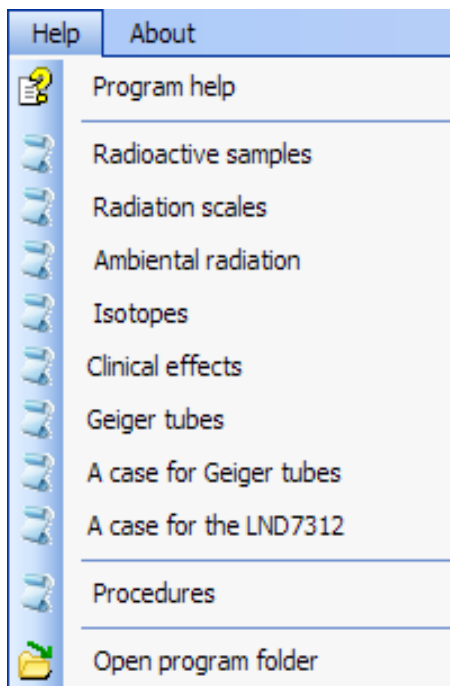 Help About
Program help
Radioactive samples
Radiation scales
Ambiental radiation
Isotopes
Clinical effects
Geiger tubes
A case for Geiger tubes
A case for the LND7312
Procedures
Open program folder